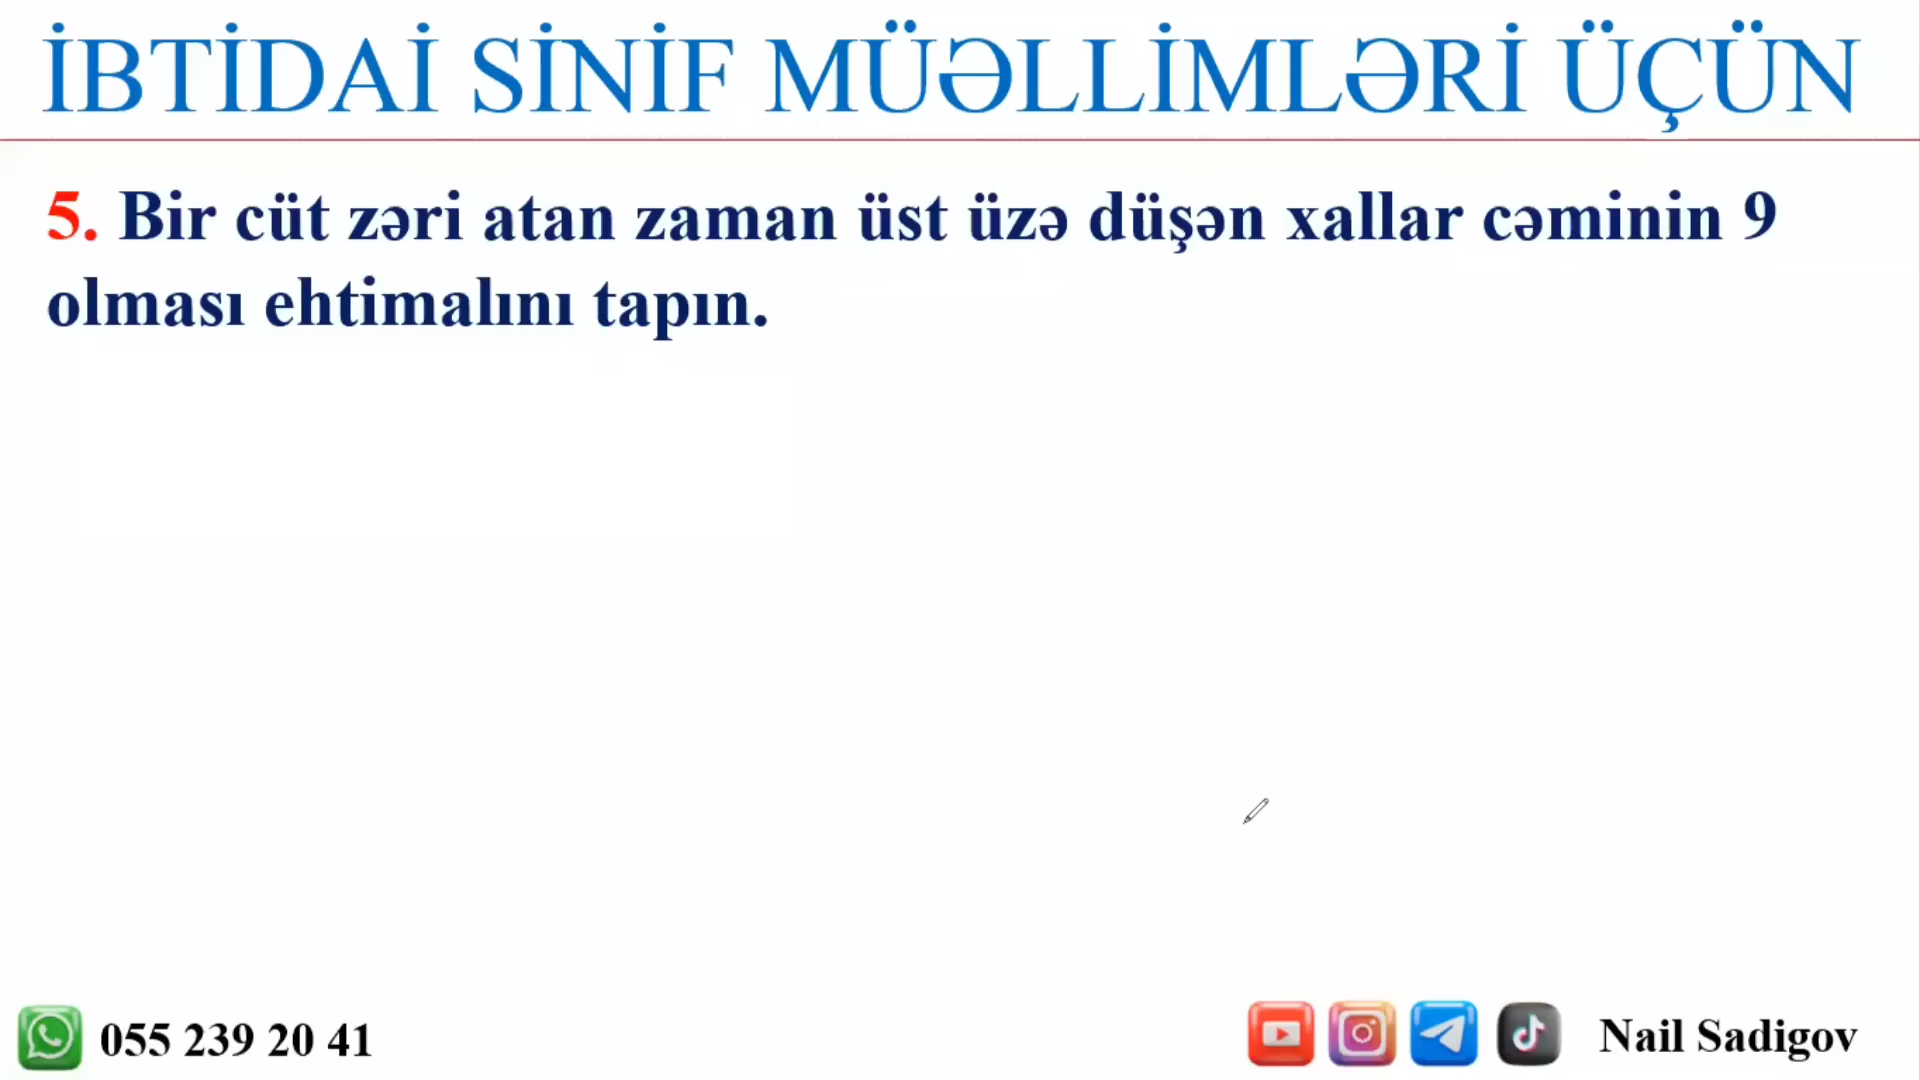 İBTİDAİ SİNİF MÜƏLLİMLƏRİ ÜÇÜN
5. Bir cüt zəri atan zaman üst üzə düşən xallar cəminin 9
olması ehtimalını tapın.
055 239 20 41
Nail Sadigov